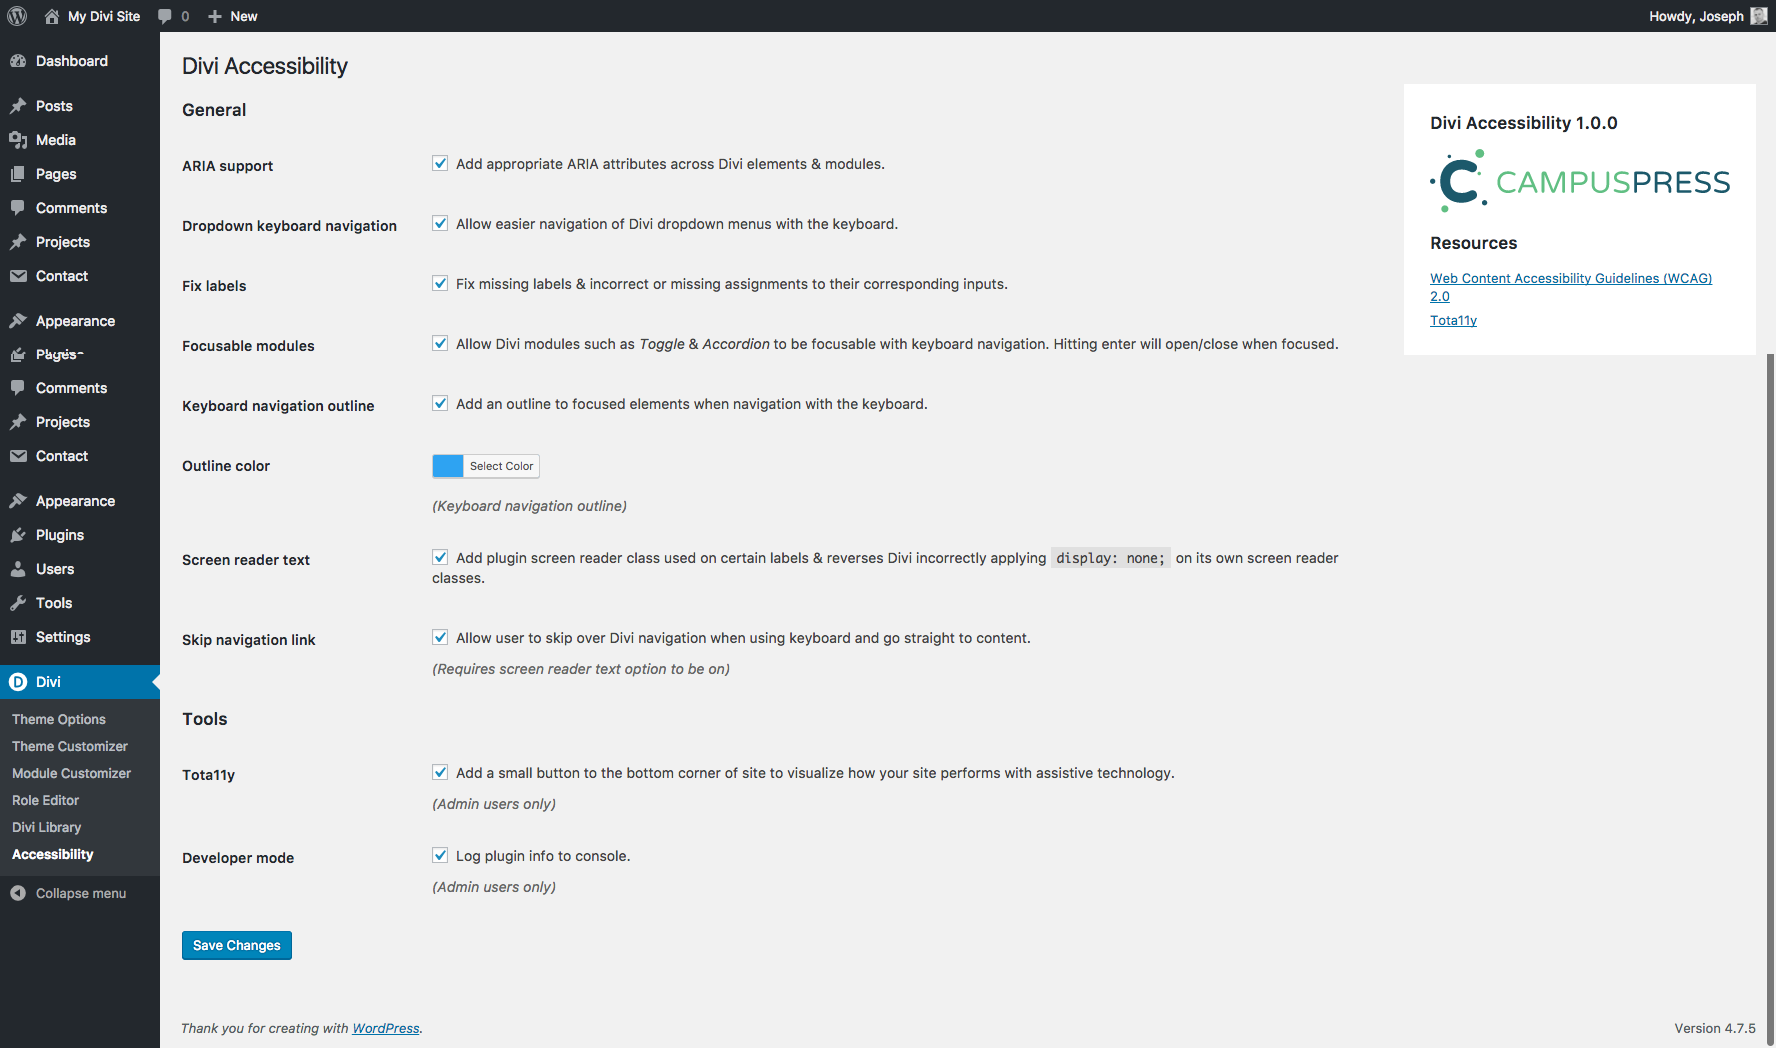 My Divi Site
0
New
Howdy, Joseph
Dashboard
Posts
Media
Pages
Comments
Projects
Contact
Appearance
Comments
Projects
Contact
Appearance
Plugins
Users
Tools
Settings
Divi
Theme Options
Theme Customizer
Module Customizer
Role Editor
Divi Library
Accessibility
Collapse menu
Divi Accessibility
General
ARIA support
Add appropriate ARIA attributes across Divi elements & modules.
Dropdown keyboard navigation
Allow easier navigation of Divi dropdown menus with the keyboard.
Fix labels
Fix missing labels & incorrect or missing assignments to their corresponding inputs.
Focusable modules
Allow Divi modules such as Toggle & Accordion to be focusable with keyboard navigation. Hitting enter will open/close when focused.
Keyboard navigation outline
Add an outline to focused elements when navigation with the keyboard.
Outline color
Select Color
(Keyboard navigation outline)
Screen reader text
Add plugin screen reader class used on certain labels & reverses Divi incorrectly applying display: none; on its own screen reader
classes.
Skip navigation link
Allow user to skip over Divi navigation when using keyboard and go straight to content.
(Requires screen reader text option to be on)
Tools
Tota11y
Add a small button to the bottom corner of site to visualize how your site performs with assistive technology.
(Admin users only)
Developer mode
Log plugin info to console.
(Admin users only)
Save Changes
Divi Accessibility 1.0.0
CAMPUSPRESS
Resources
Web Content Accessibility Guidelines (WCAG)
2.0
Tota11y
Thank you for creating with WordPress.
Version 4.7.5